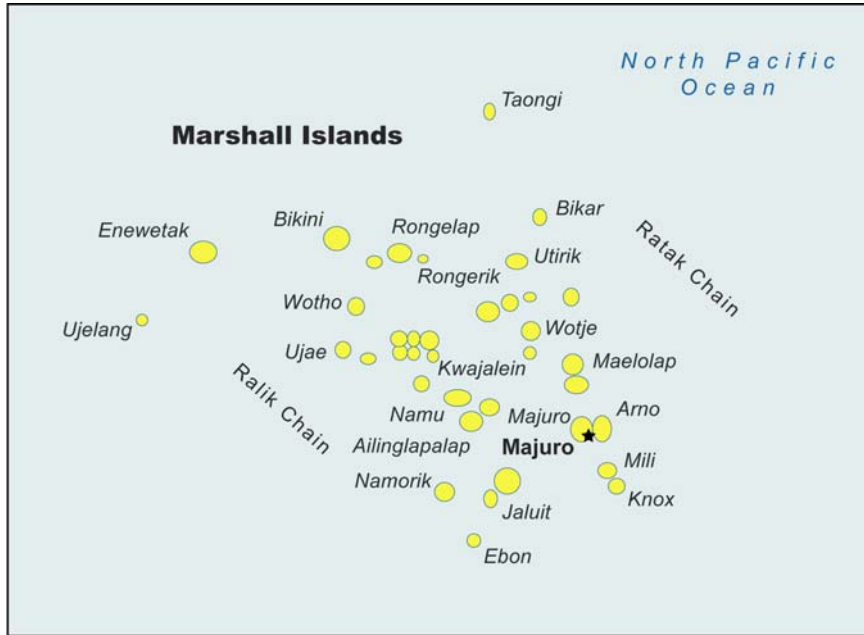 North Pacific
Ocean
Taongi
Marshall Islands
Bikar
Bikini
Rongelap
Enewetak
Utirik
Ratak Chain
Rongerik
Wotho
Ujelang
Wotje
Ujae
Kwajalein
Maelolap
Ralik Chain
Namu
Majuro
Arno
Ailinglapalap
Majuro
Mili
Namorik
Knox
Jaluit
Ebon